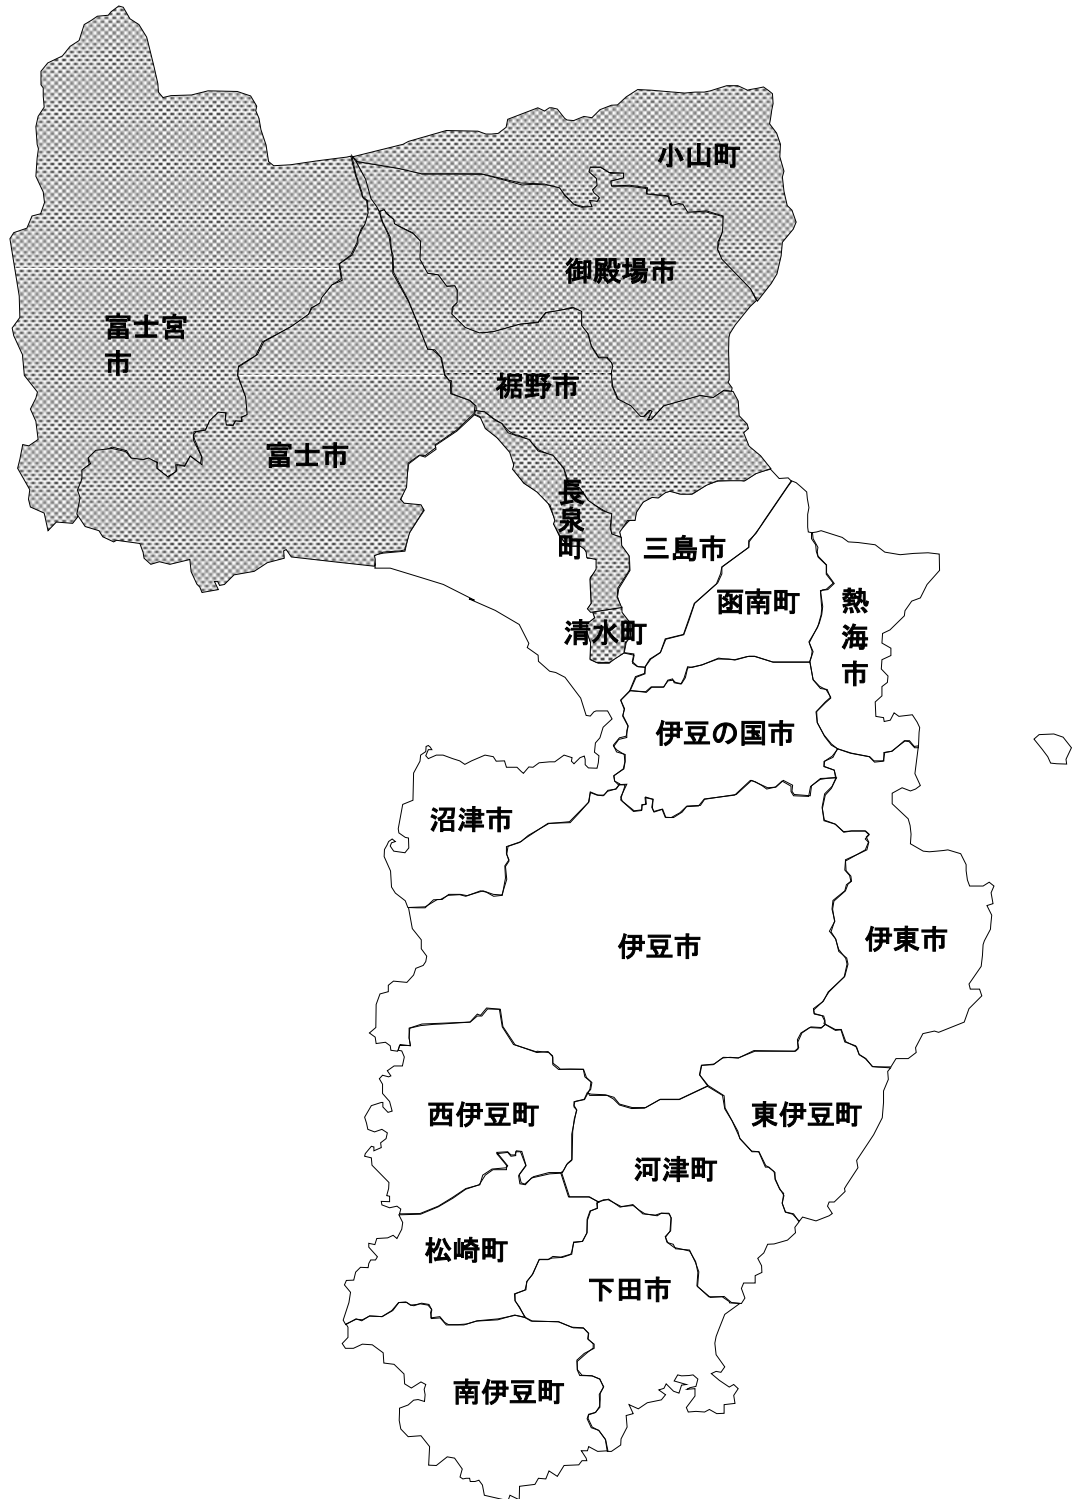 小山町
御殿場市
富士宮
市
裾野市
富士市
長泉町
三島市
函南町
熱海市
清水町
伊豆の国市
沼津市
伊東市
伊豆市
西伊豆町
東伊豆町
河津町
松崎町
下田市
南伊豆町